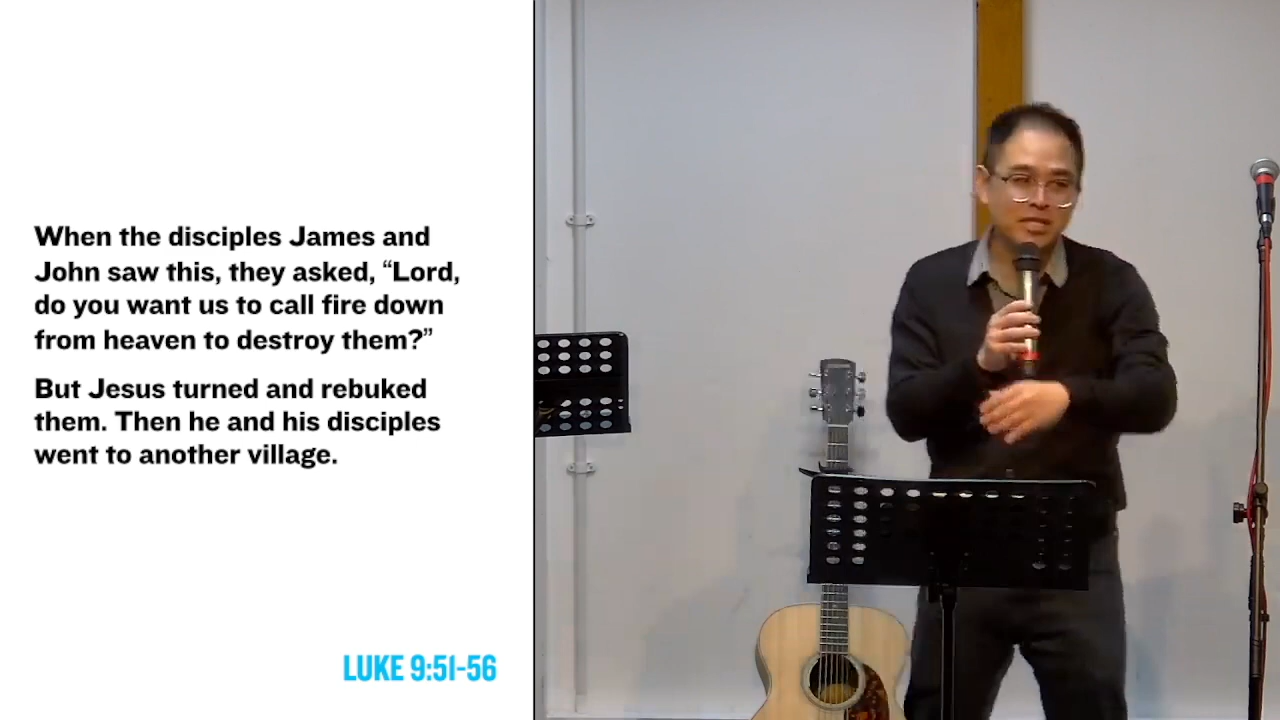 When the disciples James and
John saw this, they asked, “Lord,
do you want us to call fire down
from heaven to destroy them?”
But Jesus turned and rebuked
them. Then he and his disciples
went to another village.
LUKE 9:51-56